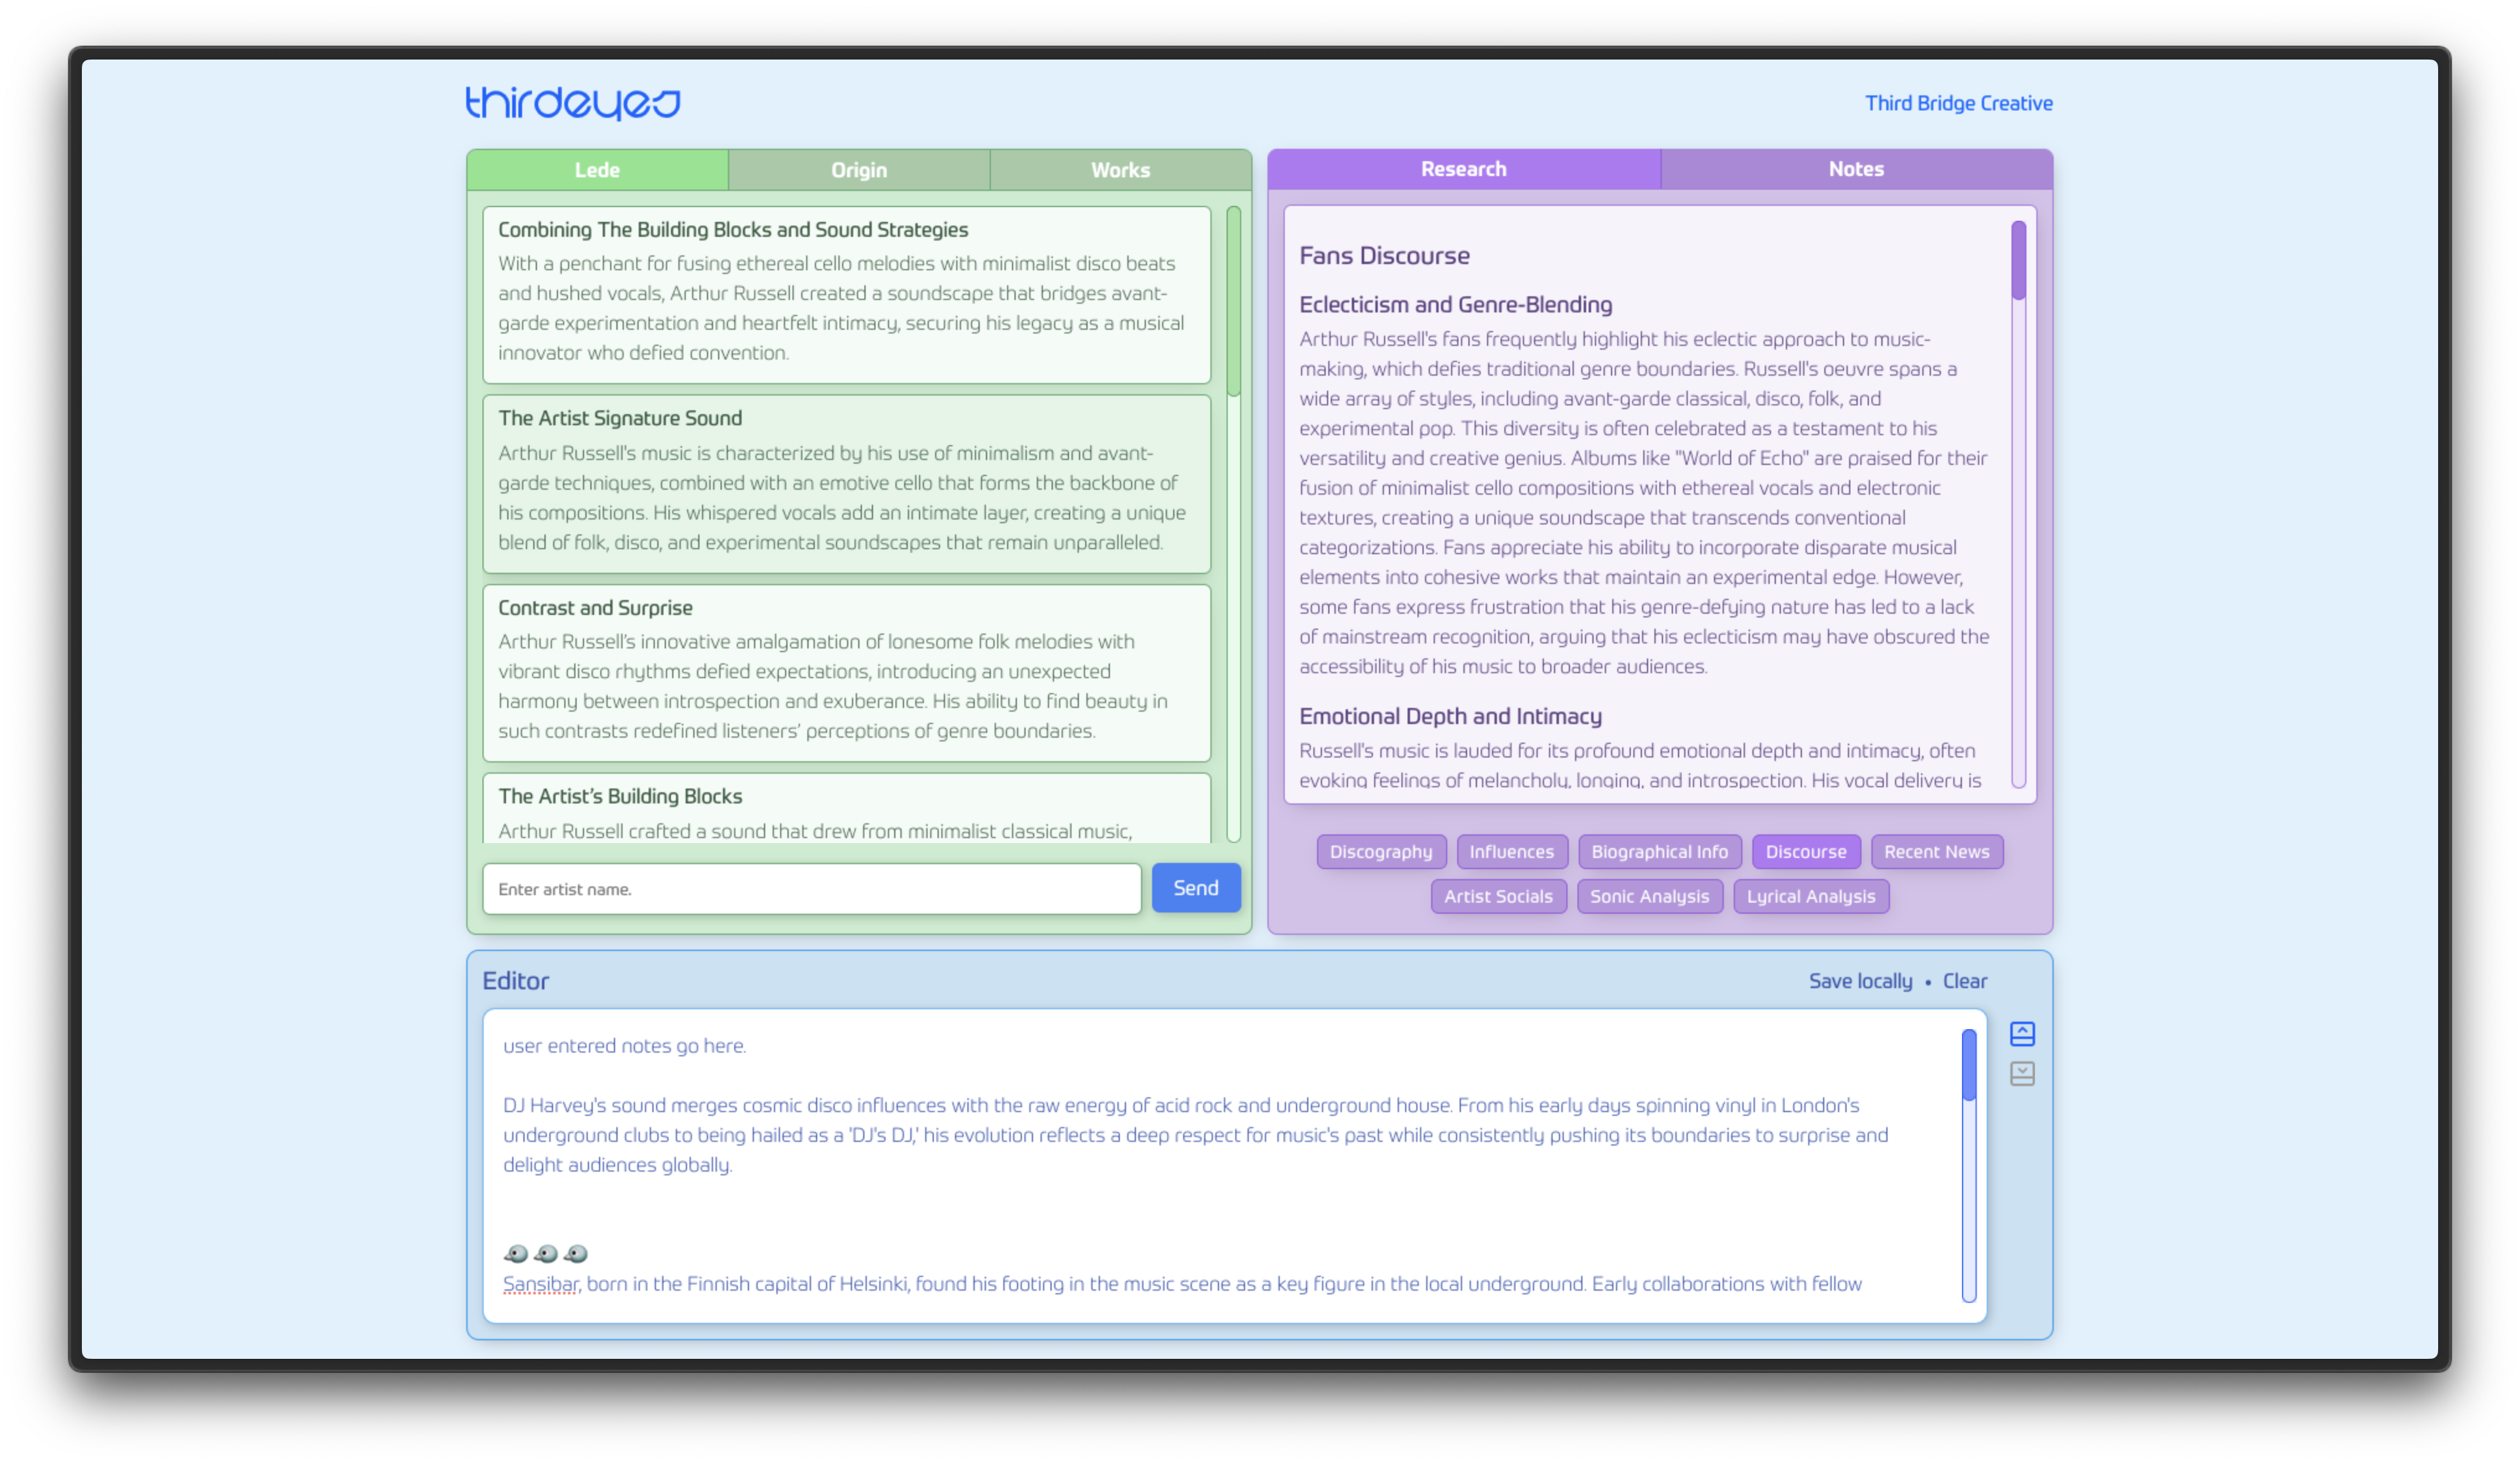 thirdeyes
Third Bridge Creative
Lede
Origin
Works
Combining The Building Blocks and Sound Strategies
With a penchant for fusing ethereal cello melodies with minimalist disco beats
and hushed vocals, Arthur Russell created a soundscape that bridges avant-
garde experimentation and heartfelt intimacy, securing his legacy as a musical
innovator who defied convention.
The Artist Signature Sound
Arthur Russell's music is characterized by his use of minimalism and avant-
garde techniques, combined with an emotive cello that forms the backbone of
his compositions. His whispered vocals add an intimate layer, creating a unique
blend of folk, disco, and experimental soundscapes that remain unparalleled.
Contrast and Surprise
Arthur Russell’s innovative amalgamation of lonesome folk melodies with
vibrant disco rhythms defied expectations, introducing an unexpected
harmony between introspection and exuberance. His ability to find beauty in
such contrasts redefined listeners’ perceptions of genre boundaries.
The Artist’s Building Blocks
Arthur Russell crafted a sound that drew from minimalist classical music,
Enter artist name.
Send
Research
Notes
Fans Discourse
Eclecticism and Genre-Blending
Arthur Russell's fans frequently highlight his eclectic approach to music-
making, which defies traditional genre boundaries. Russell's oeuvre spans a
wide array of styles, including avant-garde classical, disco, folk, and
experimental pop. This diversity is often celebrated as a testament to his
versatility and creative genius. Albums like "World of Echo" are praised for their
fusion of minimalist cello compositions with ethereal vocals and electronic
textures, creating a unique soundscape that transcends conventional
categorizations. Fans appreciate his ability to incorporate disparate musical
elements into cohesive works that maintain an experimental edge. However,
some fans express frustration that his genre-defying nature has led to a lack
of mainstream recognition, arguing that his eclecticism may have obscured the
accessibility of his music to broader audiences.
Emotional Depth and Intimacy
Russell's music is lauded for its profound emotional depth and intimacy, often
evoking feelings of melancholy, longing, and introspection. His vocal delivery is
Discography
Influences
Biographical Info
Discourse
Recent News
Artist Socials
Sonic Analysis
Lyrical Analysis
Editor
Save locally • Clear
user entered notes go here.
DJ Harvey's sound merges cosmic disco influences with the raw energy of acid rock and underground house. From his early days spinning vinyl in London's
underground clubs to being hailed as a 'DJ's DJ,' his evolution reflects a deep respect for music's past while consistently pushing its boundaries to surprise and
delight audiences globally.
Sansibar, born in the Finnish capital of Helsinki, found his footing in the music scene as a key figure in the local underground. Early collaborations with fellow